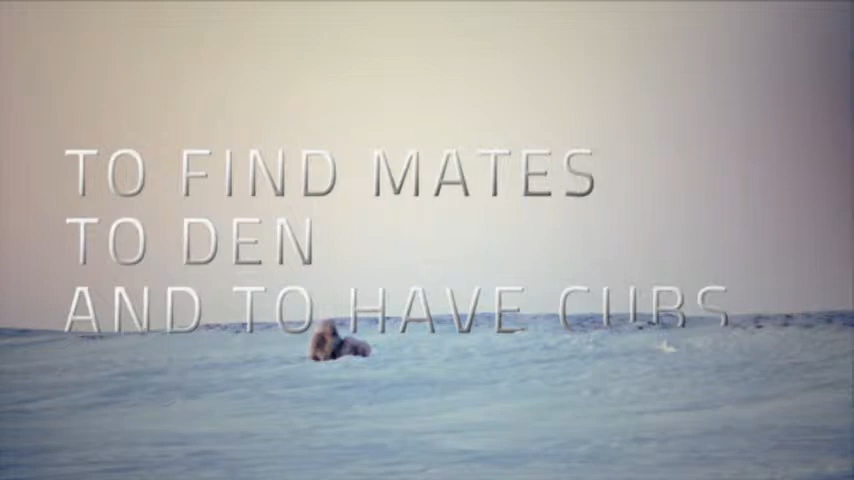 TO FIND MATES
TO DEN
AND TO HAVE CUBS